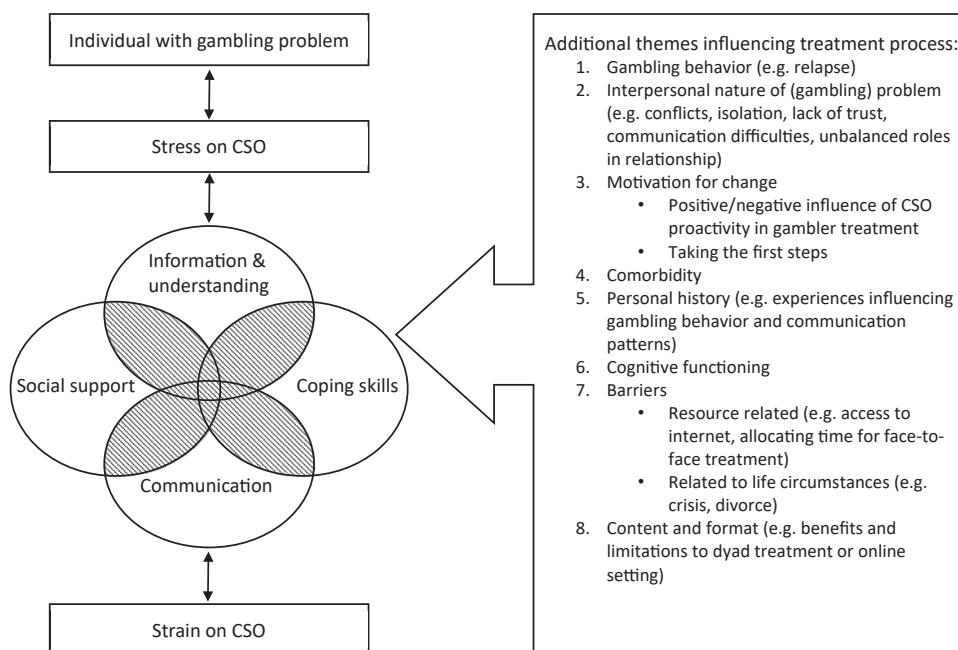 Individual with gambling problem
Stress on CSO
Information &
understanding
Social support
Coping skills
Communication
Strain on CSO
Additional themes influencing treatment process:
1. Gambling behavior (e.g. relapse)
2. Interpersonal nature of (gambling) problem
(e.g. conflicts, isolation, lack of trust,
communication difficulties, unbalanced roles
in relationship)
3. Motivation for change
• Positive/negative influence of CSO
proactivity in gambler treatment
• Taking the first steps
4. Comorbidity
5. Personal history (e.g. experiences influencing
gambling behavior and communication
patterns)
6. Cognitive functioning
7. Barriers
• Resource related (e.g. access to
internet, allocating time for face-to-
face treatment)
• Related to life circumstances (e.g.
crisis, divorce)
8. Content and format (e.g. benefits and
limitations to dyad treatment or online
setting)